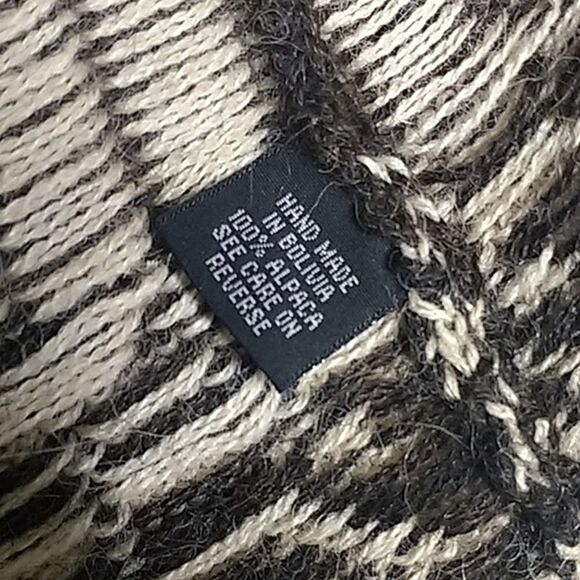 HAND MADE
IN BOLIVIA
100% ALPACA
SEE CARE ON
REVERSE